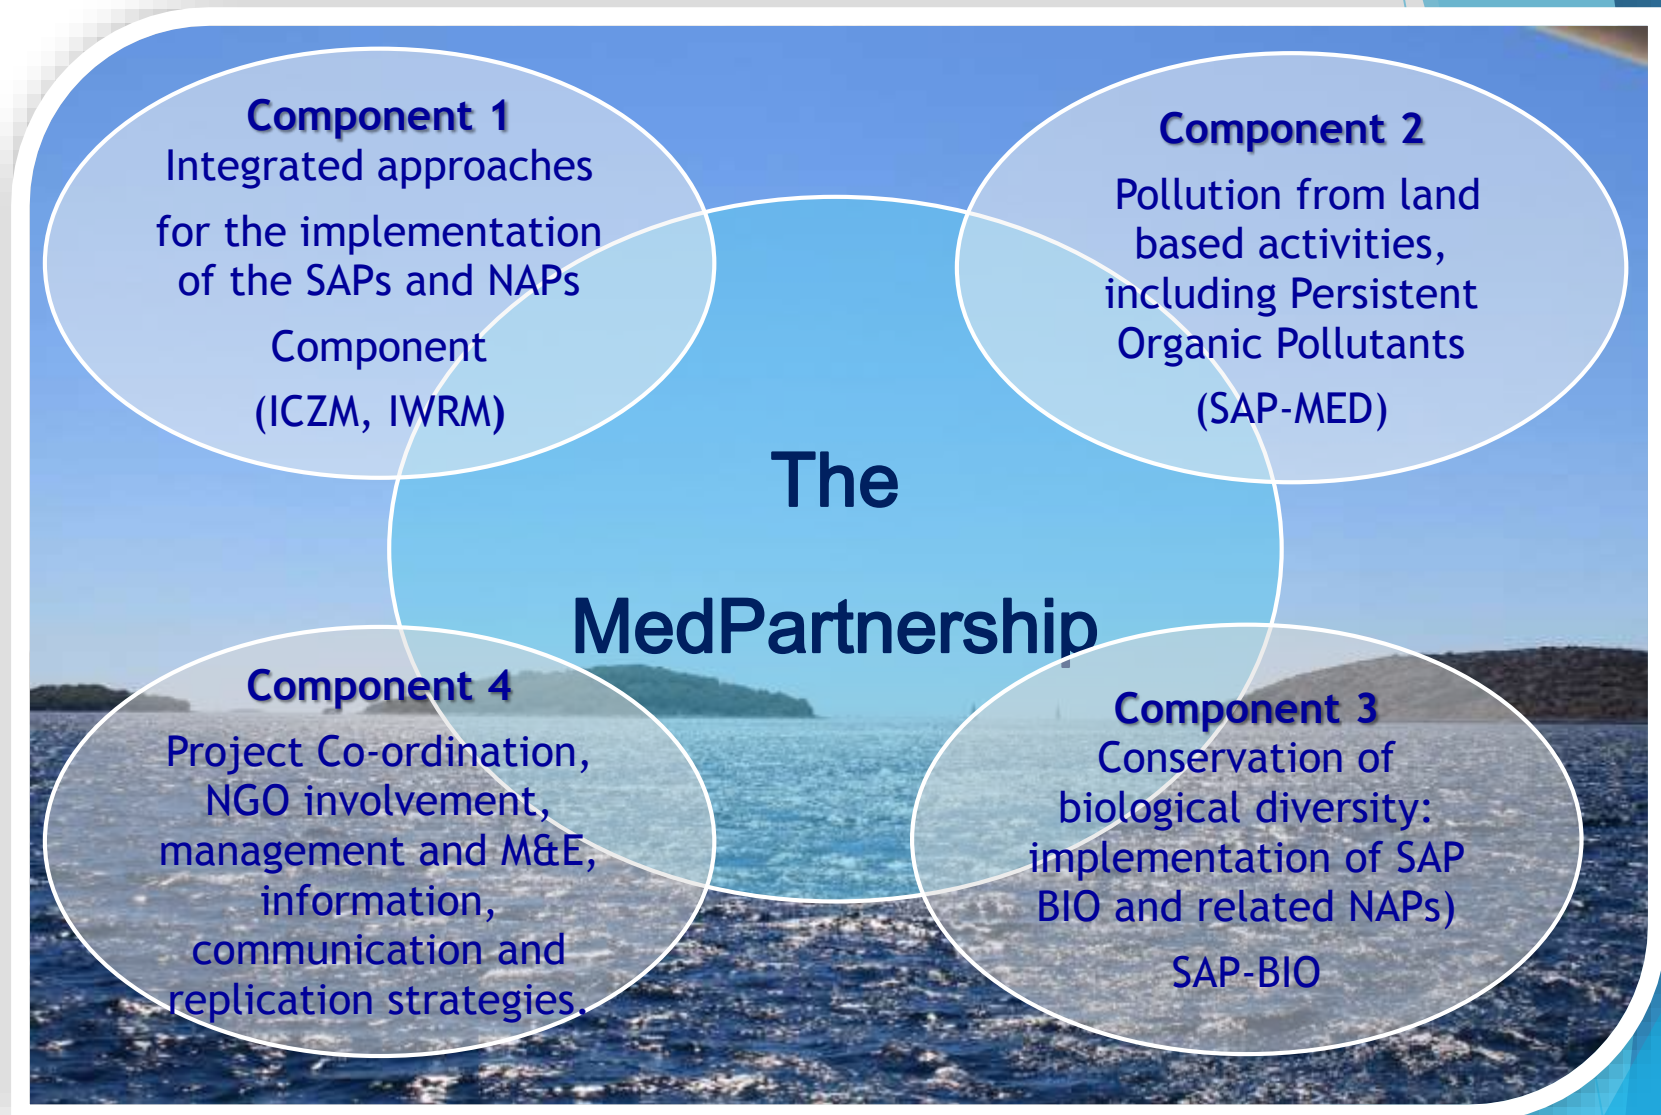 Component 1
Integrated approaches
for the implementation
of the SAPs and NAPs
Component
(ICZM, IWRM)
Component 2
Pollution from land
based activities,
including Persistent
Organic Pollutants
(SAP-MED)
The
MedPartnership
Component 4
Project Co-ordination,
NGO involvement,
management and M&E,
information,
communication and
replication strategies.
Component 3
Conservation of
biological diversity:
implementation of SAP
BIO and related NAPs)
SAP-BIO